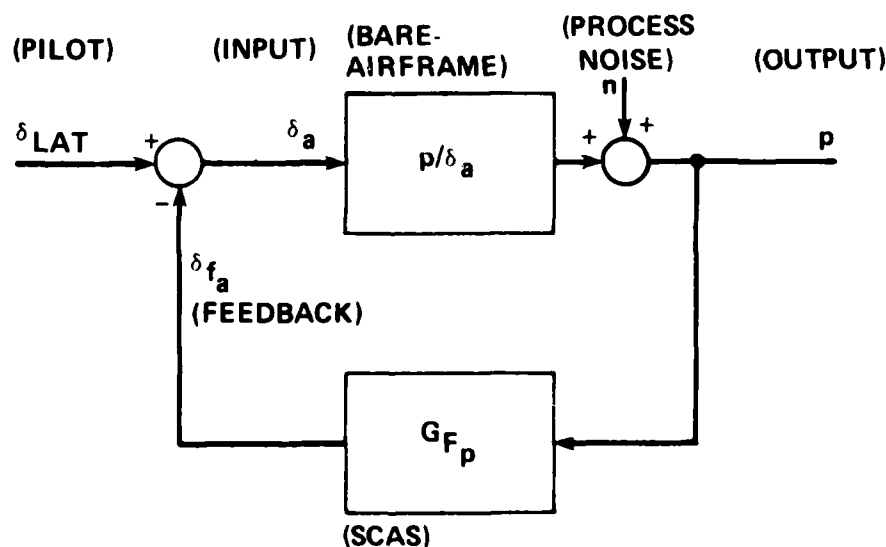 (PILOT)
(INPUT)
(BARE-
AIRFRAME)
(PROCESS
NOISE)
(OUTPUT)
n
δLAT
+
δa
p/δa
+
+
p
−
δfa
(FEEDBACK)
GFp
(SCAS)